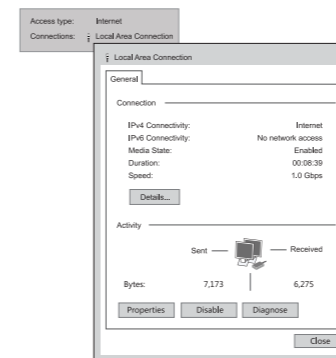 Access type: Internet
Connections: Local Area Connection
Local Area Connection
General
Connection
IPv4 Connectivity: Internet
IPv6 Connectivity: No network access
Media State: Enabled
Duration: 00:08:39
Speed: 1.0 Gbps
Details...
Activity
Sent Received
Bytes: 7,173 6,275
Properties Disable Diagnose
Close